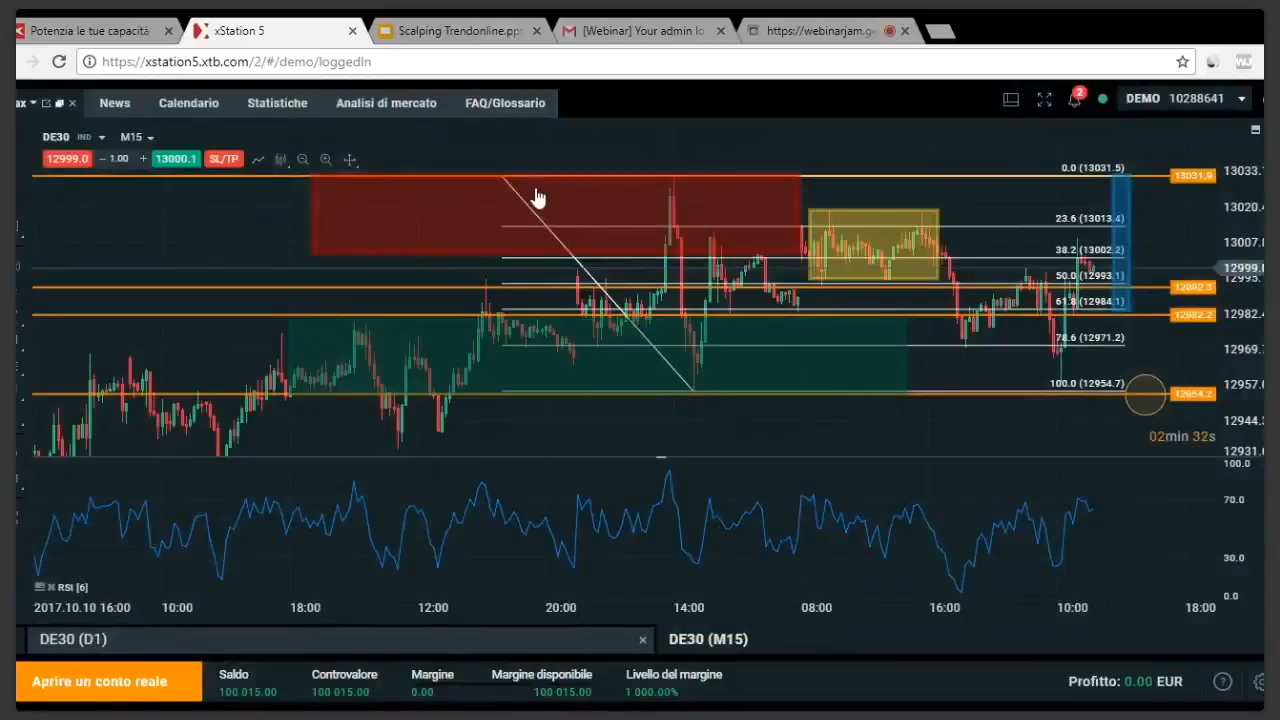 Potenzia le tue capacità
xStation 5
Scalping Trendonline.pp
[Webinar] Your admin lo
https://webinarjam.g
https://xstation5.xtb.com/2/#/demo/loggedIn
ax
News
Calendario
Statistiche
Analisi di mercato
FAQ/Glossario
2
DEMO 10288641
DE30 IND M15
12999.0 – 1.00 + 13000.1 SL/TP
0.0 (13031.5)
13031.9
13033.
13020.4
23.6 (13013.4)
13007.
38.2 (13002.2)
12999.
12995.
50.0 (12993.1)
12992.3
61.8 (12984.1)
12982.2
12982.4
78.6 (12971.2)
12969.
100.0 (12954.7)
12957.
12954.2
12944.
02min 32s
12931.
100.0
70.0
30.0
RSI [6]
0.0
2017.10.10 16:00 10:00 18:00 12:00 20:00 14:00 08:00 16:00 10:00 18:00
DE30 (D1)
DE30 (M15)
Aprire un conto reale
Saldo Controvalore Margine Margine disponibile Livello del margine
100 015.00 100 015.00 0.00 100 015.00 1 000.00%
Profitto: 0.00 EUR
?